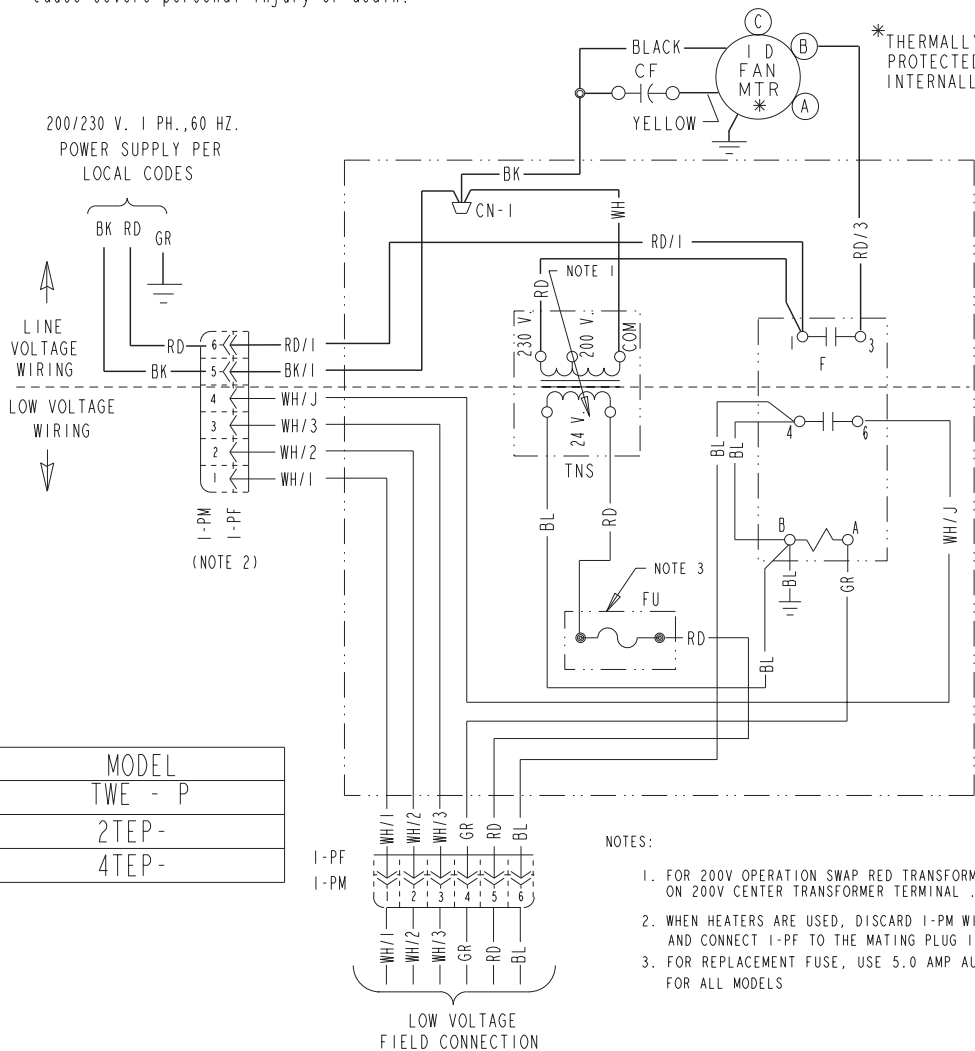 cause severe personal injury or death.
C
BLACK
I D
FAN
MTR
*
B
A
CF
YELLOW
*THERMALLY
PROTECTED
INTERNALL
200/230 V. 1 PH.,60 HZ.
POWER SUPPLY PER
LOCAL CODES
BK RD GR
BK
CN-1
WH
RD/1
RD/3
LINE
VOLTAGE
WIRING
RD
BK
6
5
4
3
2
1
RD/1
BK/1
WH/J
WH/3
WH/2
WH/1
LOW VOLTAGE
WIRING
1-PM
1-PF
(NOTE 2)
RD
NOTE 1
230 V.
200 V.
COM
24 V.
TNS
1
3
F
4
6
BL
BL
B
A
BL
GR
WH/J
BL
RD
NOTE 3
FU
RD
BL
MODEL
TWE - P
2TEP-
4TEP-
WH/1
WH/2
WH/3
GR
RD
BL
1-PF
1-PM
1
2
3
4
5
6
WH/1
WH/2
WH/3
GR
RD
BL
LOW VOLTAGE
FIELD CONNECTION
NOTES:
1. FOR 200V OPERATION SWAP RED TRANSFORM
ON 200V CENTER TRANSFORMER TERMINAL .
2. WHEN HEATERS ARE USED, DISCARD 1-PM WI
AND CONNECT 1-PF TO THE MATING PLUG I
3. FOR REPLACEMENT FUSE, USE 5.0 AMP AU
FOR ALL MODELS